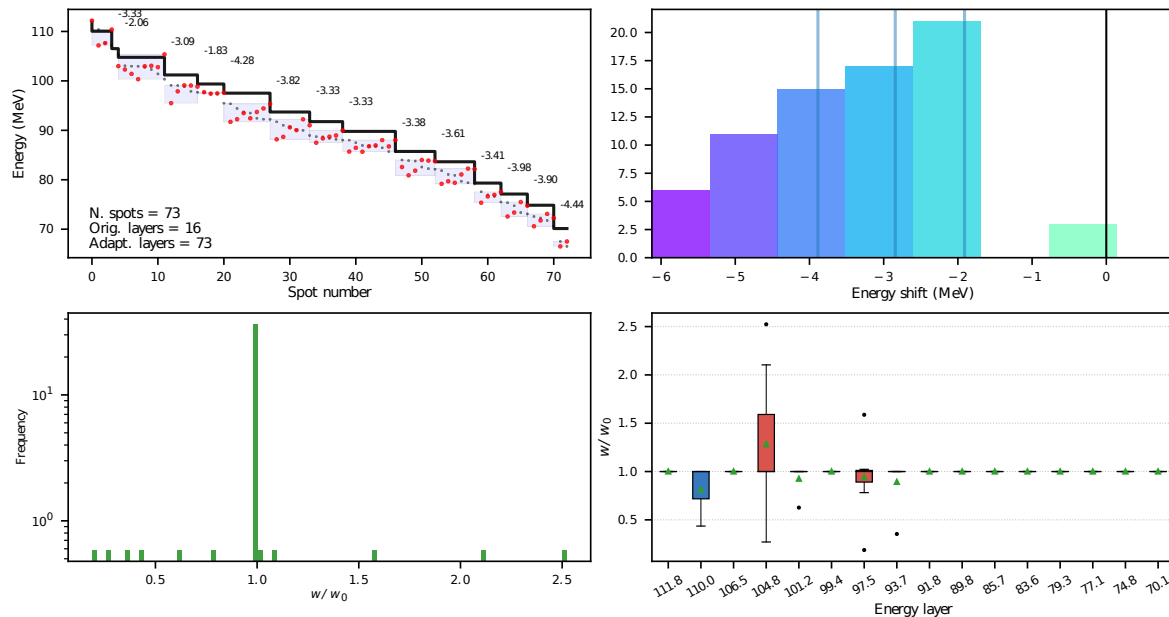 -3.33
-2.06
-3.09
-1.83
-4.28
-3.82
-3.33
-3.33
-3.38
-3.61
-3.41
-3.98
-3.90
-4.44
N. spots = 73
Orig. layers = 16
Adapt. layers = 73
110
100
90
80
70
Energy (MeV)
0 10 20 30 40 50 60 70
Spot number
20.0
17.5
15.0
12.5
10.0
7.5
5.0
2.5
0.0
−6 −5 −4 −3 −2 −1 0
Energy shift (MeV)
10¹
10⁰
Frequency
0.5 1.0 1.5 2.0 2.5
w/w₀
2.5
2.0
1.5
1.0
0.5
w/w₀
111.8 110.0 106.5 104.8 101.2 99.4 97.5 93.7 91.8 89.8 85.7 83.6 79.3 77.1 74.8 70.1
Energy layer